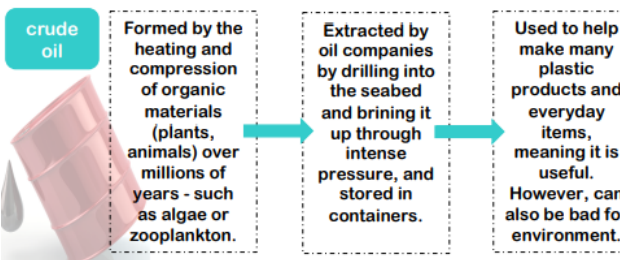 crude
oil
Formed by the
heating and
compression
of organic
materials
(plants,
animals) over
millions of
years - such
as algae or
zooplankton.
Extracted by
oil companies
by drilling into
the seabed
and brining it
up through
intense
pressure, and
stored in
containers.
Used to help
make many
plastic
products and
everyday
items,
meaning it is
useful.
However, can
also be bad fo
environment.